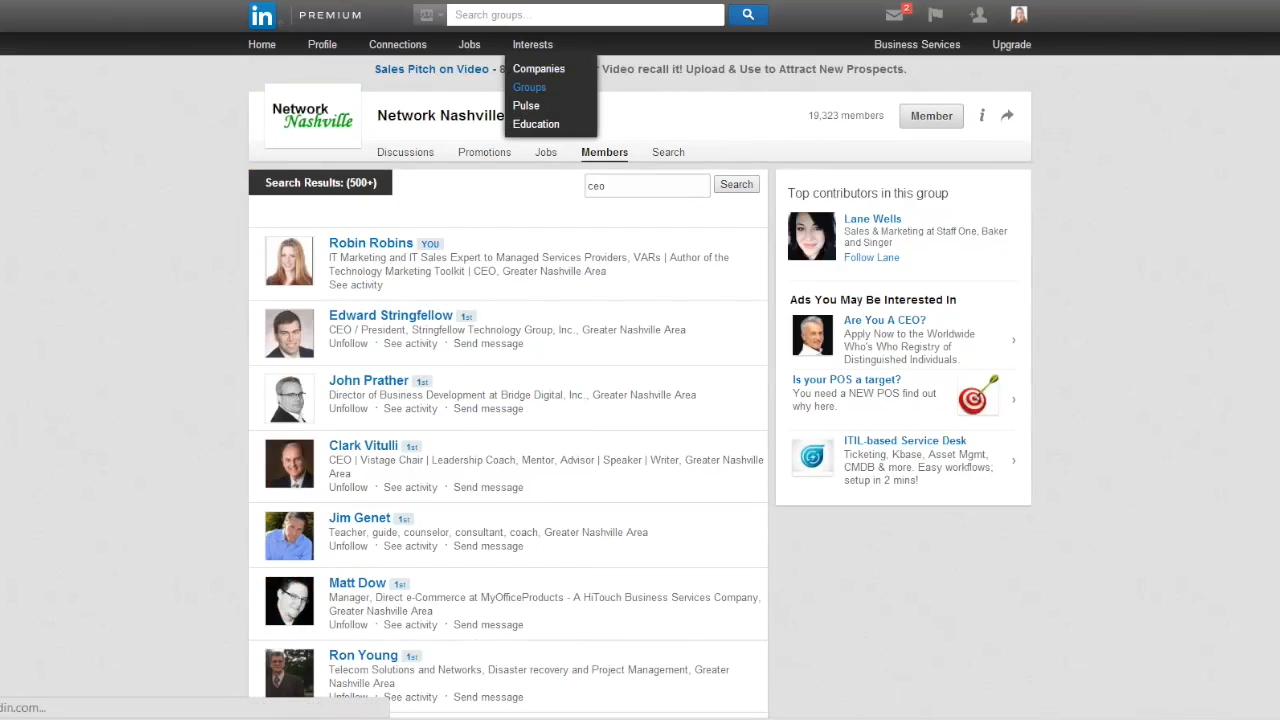 in PREMIUM
Search groups...
2
Home Profile Connections Jobs Interests Business Services Upgrade
Companies
Groups
Pulse
Education
Sales Pitch on Video - 8 r Video recall it! Upload & Use to Attract New Prospects.
Network Nashville
Network Nashville
19,323 members
Member
i
Discussions Promotions Jobs Members Search
Search Results: (500+)
ceo
Search
Robin Robins YOU
IT Marketing and IT Sales Expert to Managed Services Providers, VARs | Author of the
Technology Marketing Toolkit | CEO, Greater Nashville Area
See activity
Edward Stringfellow 1st
CEO / President, Stringfellow Technology Group, Inc., Greater Nashville Area
Unfollow · See activity · Send message
John Prather 1st
Director of Business Development at Bridge Digital, Inc., Greater Nashville Area
Unfollow · See activity · Send message
Clark Vitulli 1st
CEO | Vistage Chair | Leadership Coach, Mentor, Advisor | Speaker | Writer, Greater Nashville
Area
Unfollow · See activity · Send message
Jim Genet 1st
Teacher, guide, counselor, consultant, coach, Greater Nashville Area
Unfollow · See activity · Send message
Matt Dow 1st
Manager, Direct e-Commerce at MyOfficeProducts - A HiTouch Business Services Company,
Greater Nashville Area
Unfollow · See activity · Send message
Ron Young 1st
Telecom Solutions and Networks, Disaster recovery and Project Management, Greater
Nashville Area
Unfollow · See activity · Send message
Top contributors in this group
Lane Wells
Sales & Marketing at Staff One, Baker
and Singer
Follow Lane
Ads You May Be Interested In
Are You A CEO?
Apply Now to the Worldwide
Who's Who Registry of
Distinguished Individuals.
Is your POS a target?
You need a NEW POS find out
why here.
ITIL-based Service Desk
Ticketing, Kbase, Asset Mgmt,
CMDB & more. Easy workflows;
setup in 2 mins!
din.com...